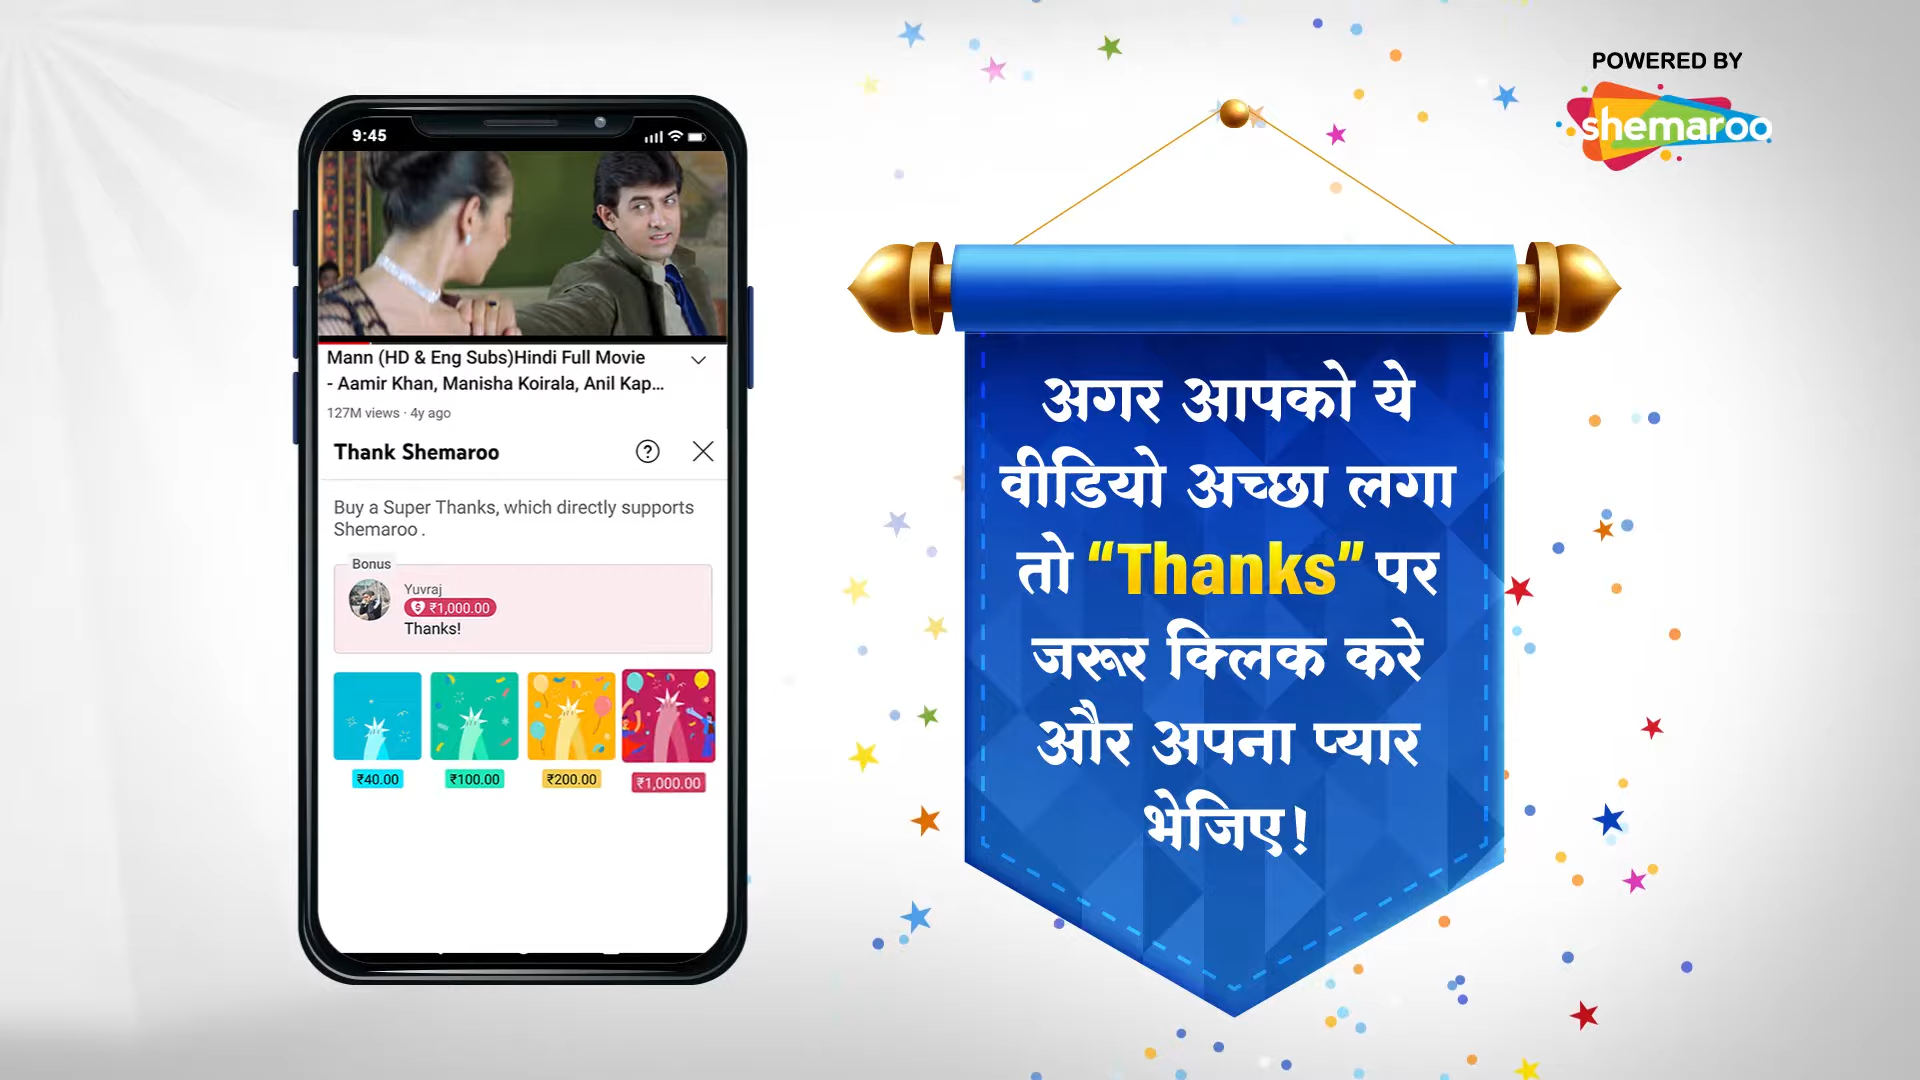 POWERED BY
shemaroo
9:45
Mann (HD & Eng Subs)Hindi Full Movie
- Aamir Khan, Manisha Koirala, Anil Kap...
127M views · 4y ago
Thank Shemaroo
Buy a Super Thanks, which directly supports
Shemaroo .
Bonus
Yuvraj
₹1,000.00
Thanks!
₹40.00 ₹100.00 ₹200.00 ₹1,000.00
अगर आपको ये
वीडियो अच्छा लगा
तो “Thanks” पर
जरूर क्लिक करे
और अपना प्यार
भेजिए!